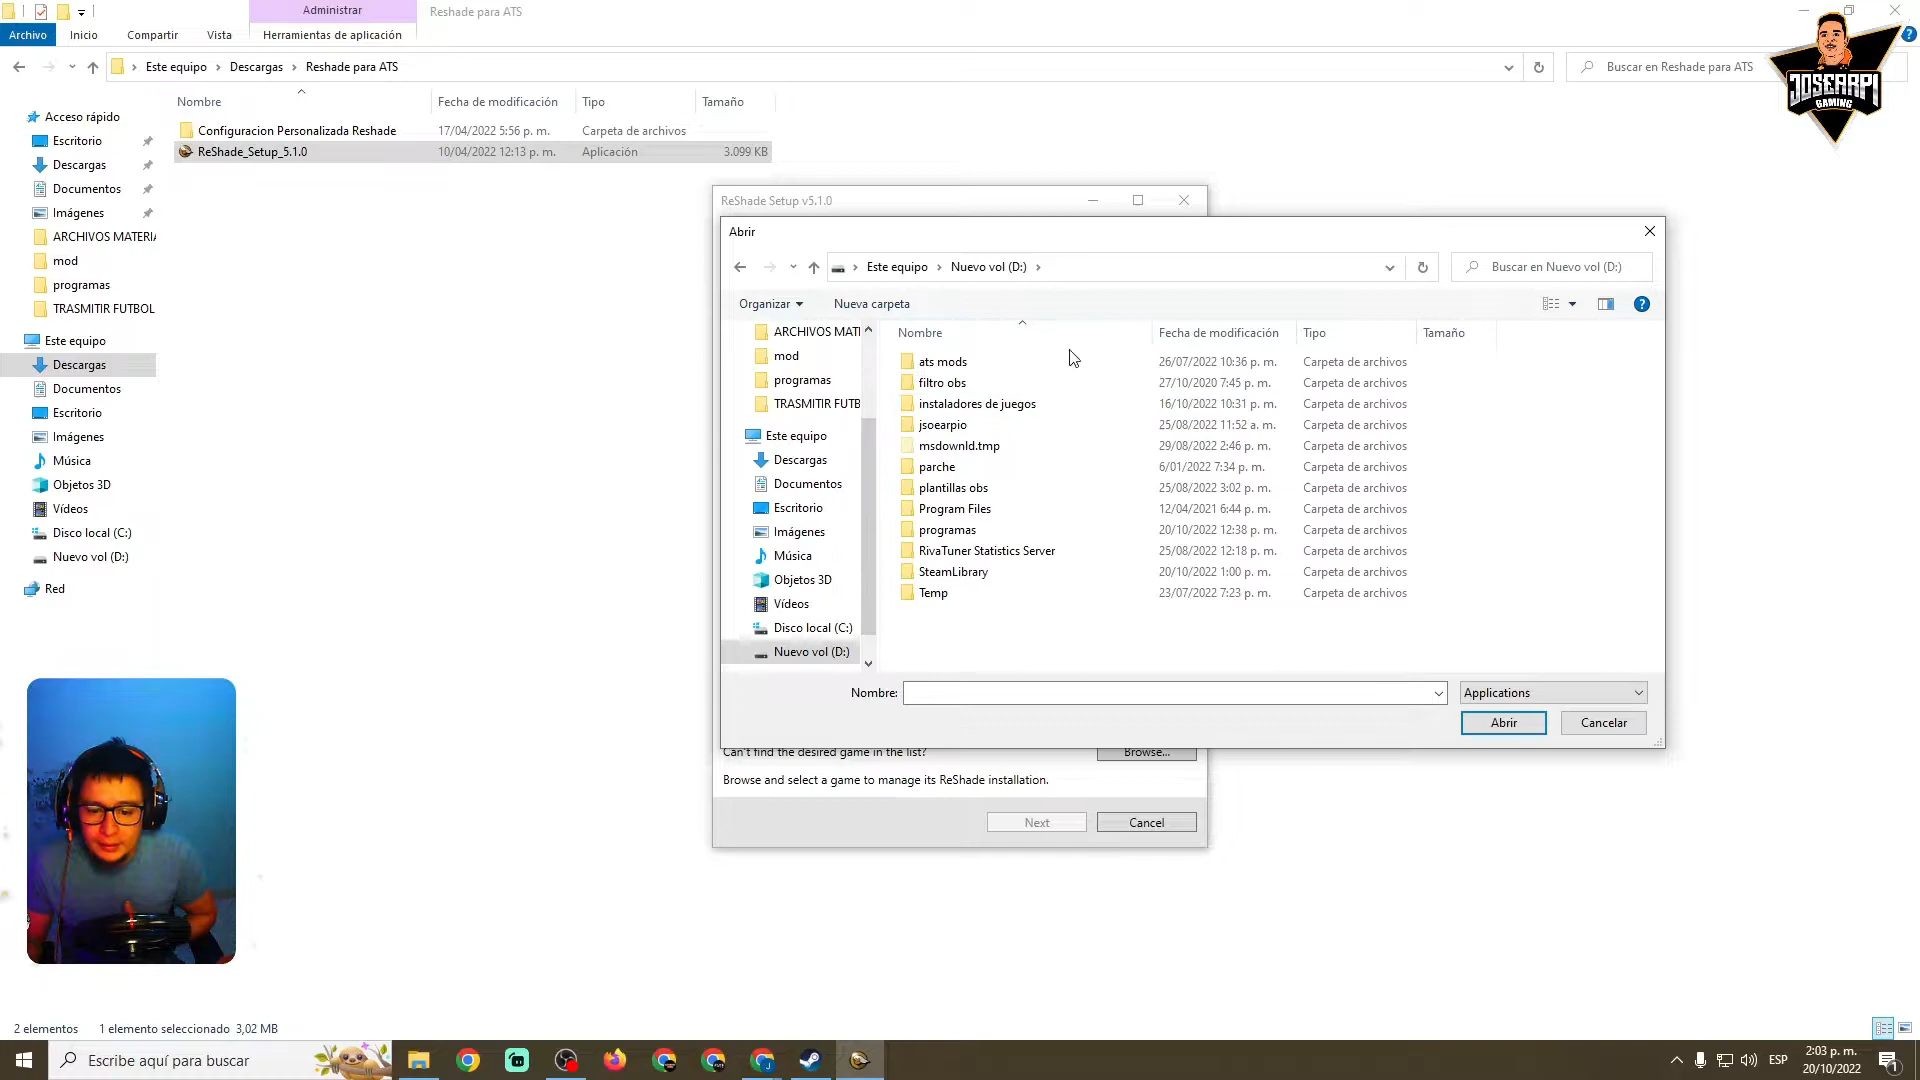 Administrar
Reshade para ATS
Archivo
Inicio
Compartir
Vista
Herramientas de aplicación
Este equipo
Descargas
Reshade para ATS
Buscar en Reshade para ATS
JOSEARPI
GAMING
Nombre
Fecha de modificación
Tipo
Tamaño
Configuracion Personalizada Reshade
17/04/2022 5:56 p. m.
Carpeta de archivos
ReShade_Setup_5.1.0
10/04/2022 12:13 p. m.
Aplicación
3.099 KB
Acceso rápido
Escritorio
Descargas
Documentos
Imágenes
ARCHIVOS MATERIA
mod
programas
TRASMITIR FUTBOL
Este equipo
Descargas
Documentos
Escritorio
Imágenes
Música
Objetos 3D
Vídeos
Disco local (C:)
Nuevo vol (D:)
Red
ReShade Setup v5.1.0
Abrir
Este equipo
Nuevo vol (D:)
Buscar en Nuevo vol (D:)
Organizar
Nueva carpeta
ARCHIVOS MATI
mod
programas
TRASMITIR FUTB
Este equipo
Descargas
Documentos
Escritorio
Imágenes
Música
Objetos 3D
Vídeos
Disco local (C:)
Nuevo vol (D:)
Nombre
Fecha de modificación
Tipo
Tamaño
ats mods
26/07/2022 10:36 p. m.
Carpeta de archivos
filtro obs
27/10/2020 7:45 p. m.
Carpeta de archivos
instaladores de juegos
16/10/2022 10:31 p. m.
Carpeta de archivos
jsoearpio
25/08/2022 11:52 a. m.
Carpeta de archivos
msdownld.tmp
29/08/2022 2:46 p. m.
Carpeta de archivos
parche
6/01/2022 7:34 p. m.
Carpeta de archivos
plantillas obs
25/08/2022 3:02 p. m.
Carpeta de archivos
Program Files
12/04/2021 6:44 p. m.
Carpeta de archivos
programas
20/10/2022 12:38 p. m.
Carpeta de archivos
RivaTuner Statistics Server
25/08/2022 12:18 p. m.
Carpeta de archivos
SteamLibrary
20/10/2022 1:00 p. m.
Carpeta de archivos
Temp
23/07/2022 7:23 p. m.
Carpeta de archivos
Nombre:
Applications
Abrir
Cancelar
Can't find the desired game in the list?
Browse...
Browse and select a game to manage its ReShade installation.
Next
Cancel
2 elementos
1 elemento seleccionado 3,02 MB
Escribe aquí para buscar
ESP
2:03 p. m.
20/10/2022
1